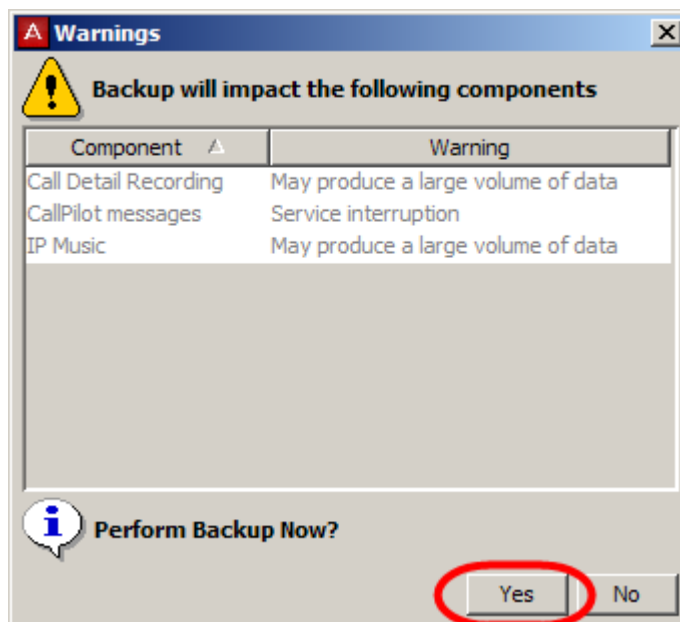 A Warnings
Backup will impact the following components
Component Warning
Call Detail Recording May produce a large volume of data
CallPilot messages Service interruption
IP Music May produce a large volume of data
Perform Backup Now?
Yes No